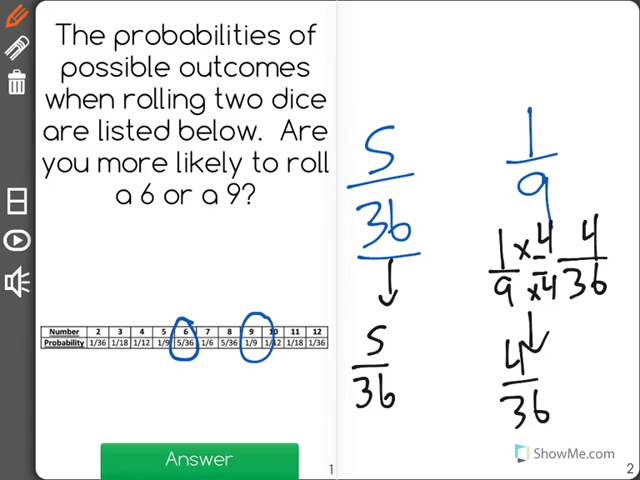 The probabilities of
possible outcomes
when rolling two dice
are listed below. Are
you more likely to roll
a 6 or a 9?
Number 2 3 4 5 6 7 8 9 10 11 12
Probability 1/36 1/18 1/12 1/9 5/36 1/6 5/36 1/9 1/12 1/18 1/36
Answer
1
5
36
5
36
1
9
1 x 4 4
9 x 4 36
4
36
ShowMe.com
2